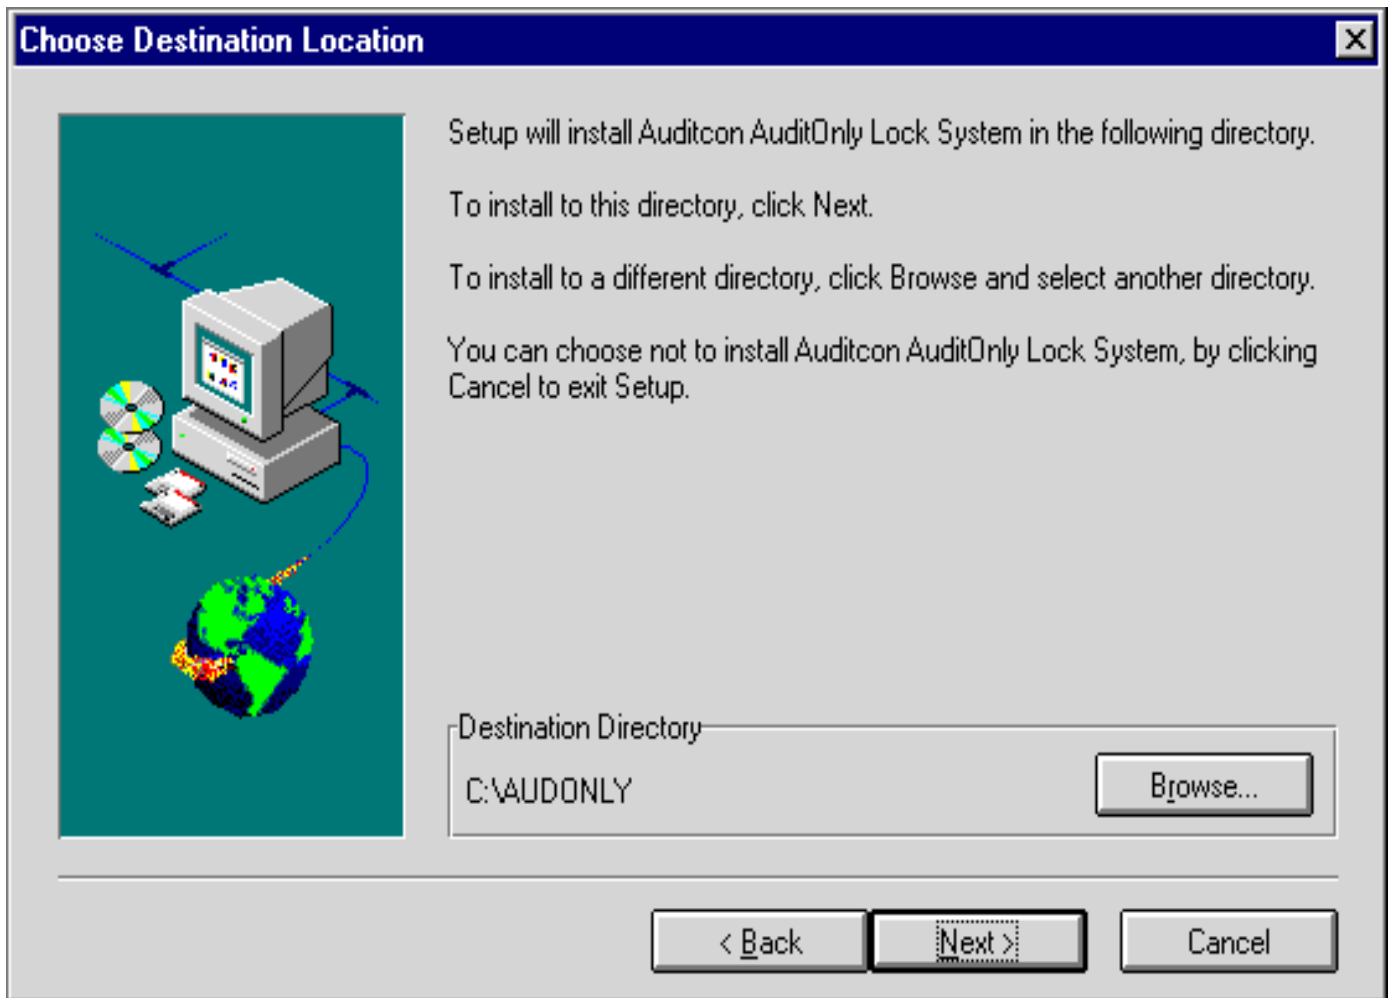 Choose Destination Location
Setup will install Auditcon AuditOnly Lock System in the following directory.
To install to this directory, click Next.
To install to a different directory, click Browse and select another directory.
You can choose not to install Auditcon AuditOnly Lock System, by clicking
Cancel to exit Setup.
Destination Directory
C:\AUDONLY
Browse...
< Back
Next >
Cancel